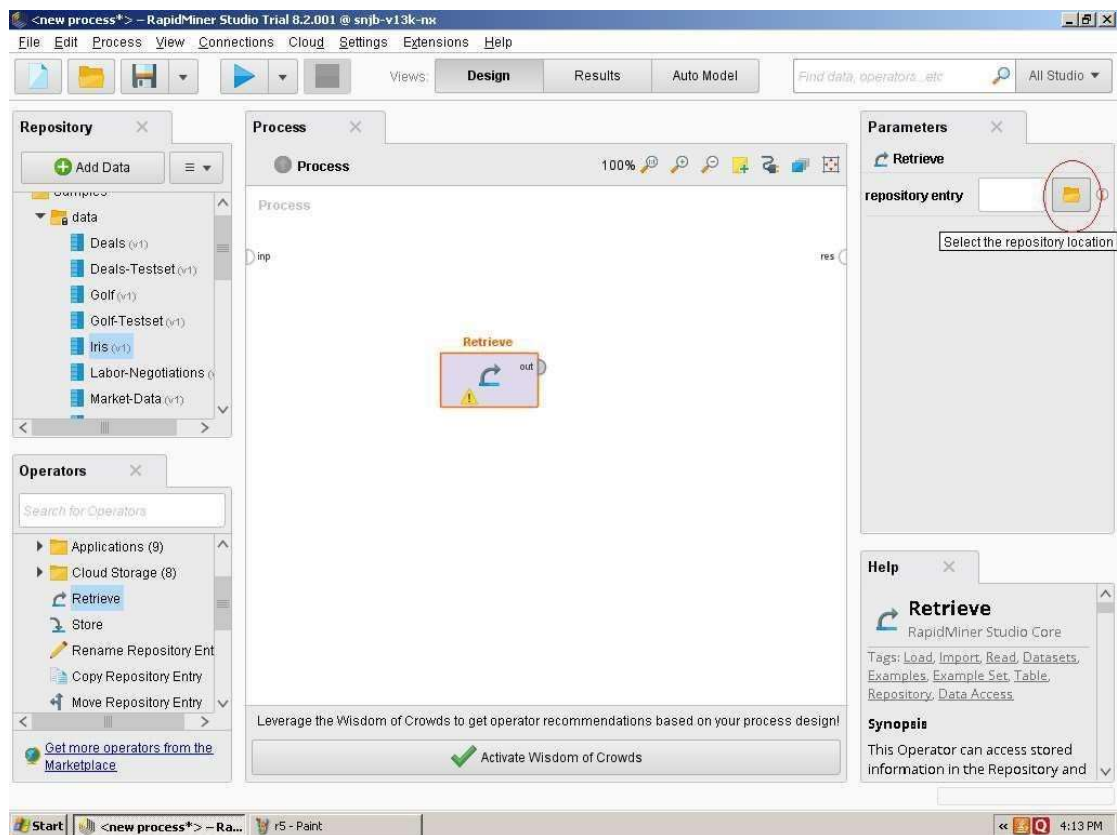 <new process*> – RapidMiner Studio Trial 8.2.001 @ snjb-v13k-nx
File Edit Process View Connections Cloud Settings Extensions Help
Views: Design Results Auto Model
Find data, operators...etc
All Studio
Repository
Add Data
Samples
data
Deals (v1)
Deals-Testset (v1)
Golf (v1)
Golf-Testset (v1)
Iris (v1)
Labor-Negotiations (
Market-Data (v1)
Operators
Search for Operators
Applications (9)
Cloud Storage (8)
Retrieve
Store
Rename Repository Ent
Copy Repository Entry
Move Repository Entry
Get more operators from the
Marketplace
Process
Process
100%
Process
inp
res
Retrieve
out
Leverage the Wisdom of Crowds to get operator recommendations based on your process design!
Activate Wisdom of Crowds
Parameters
Retrieve
repository entry
Select the repository location
Help
Retrieve
RapidMiner Studio Core
Tags: Load, Import, Read, Datasets,
Examples, Example Set, Table,
Repository, Data Access
Synopsis
This Operator can access stored
information in the Repository and
Start
<new process*> – Ra...
r5 - Paint
4:13 PM